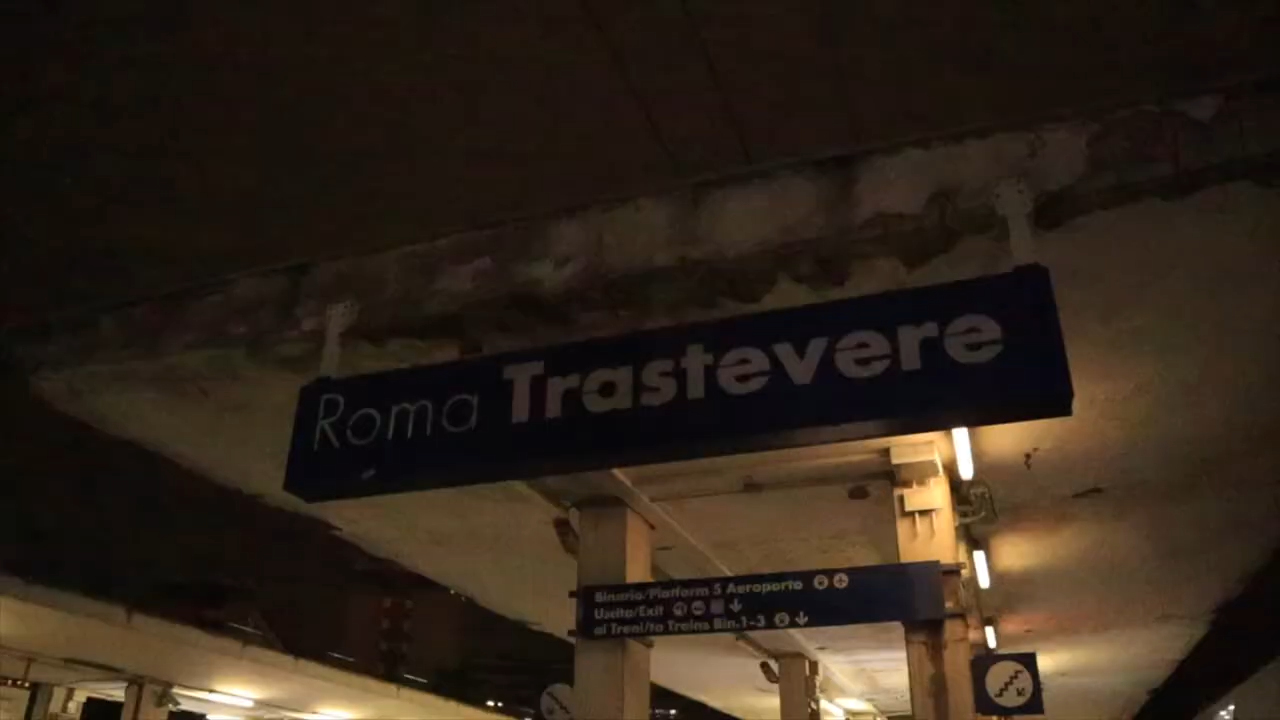 Roma Trastevere
Binario/Platform 5 Aeroporto
Uscita/Exit
ai Treni/to Trains Bin.1-3